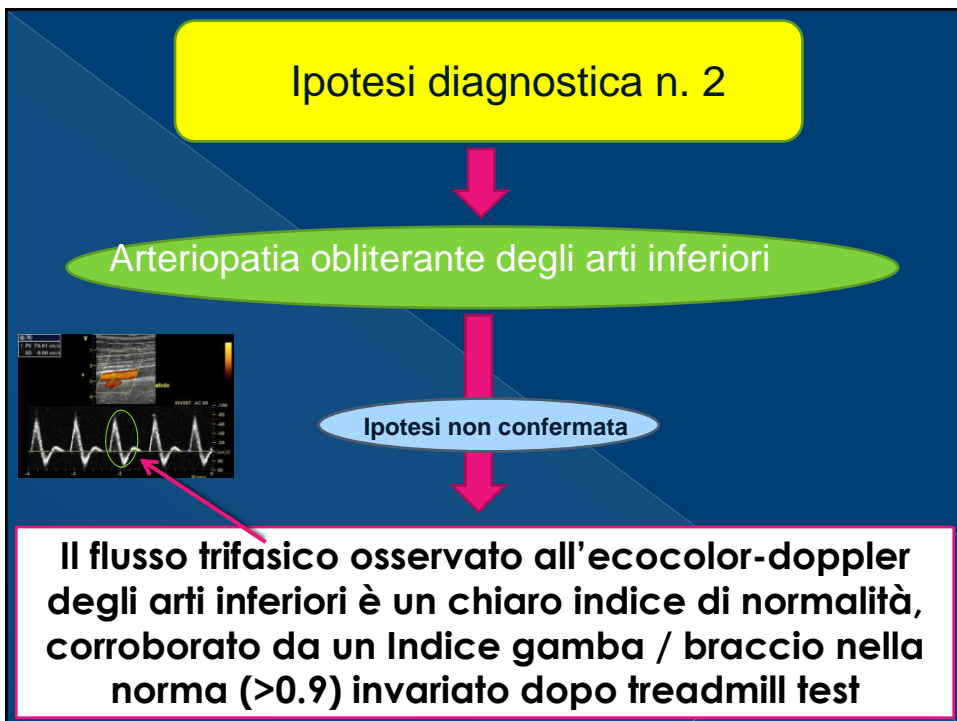 Ipotesi diagnostica n. 2
Arteriopatia obliterante degli arti inferiori
Ipotesi non confermata
Il flusso trifasico osservato all'ecocolor-doppler
degli arti inferiori è un chiaro indice di normalità,
corroborato da un Indice gamba / braccio nella
norma (>0.9) invariato dopo treadmill test